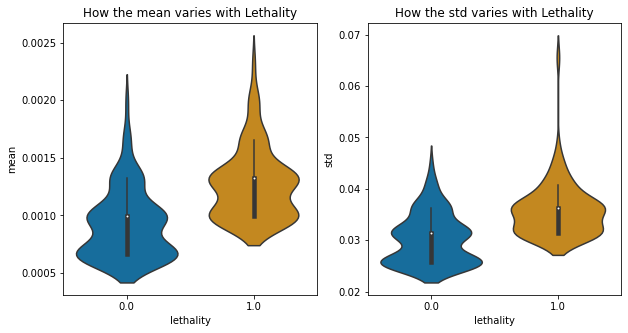 How the mean varies with Lethality
How the std varies with Lethality
0.0025
0.0020
0.0015
0.0010
0.0005
mean
0.0
1.0
lethality
0.07
0.06
0.05
0.04
0.03
0.02
std
0.0
1.0
lethality